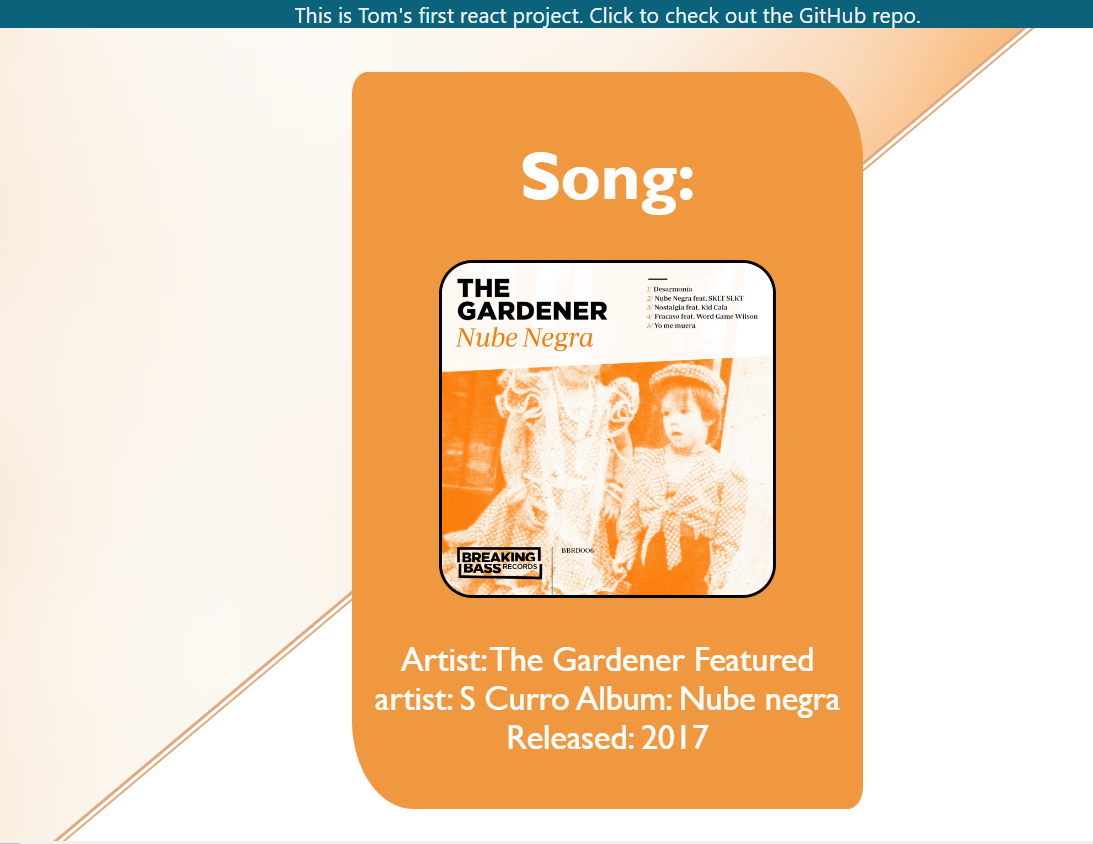 This is Tom's first react project. Click to check out the GitHub repo.
Song:
THE
GARDENER
Nube Negra
1/ Desarmonía
2/ Nube Negra feat. SKLT SLKT
3/ Nostalgia feat. Kid Cala
4/ Fracaso feat. Word Game Wilson
5/ Yo me muera
BREAKING
BASS RECORDS
BBRD006
Artist: The Gardener Featured
artist: S Curro Album: Nube negra
Released: 2017